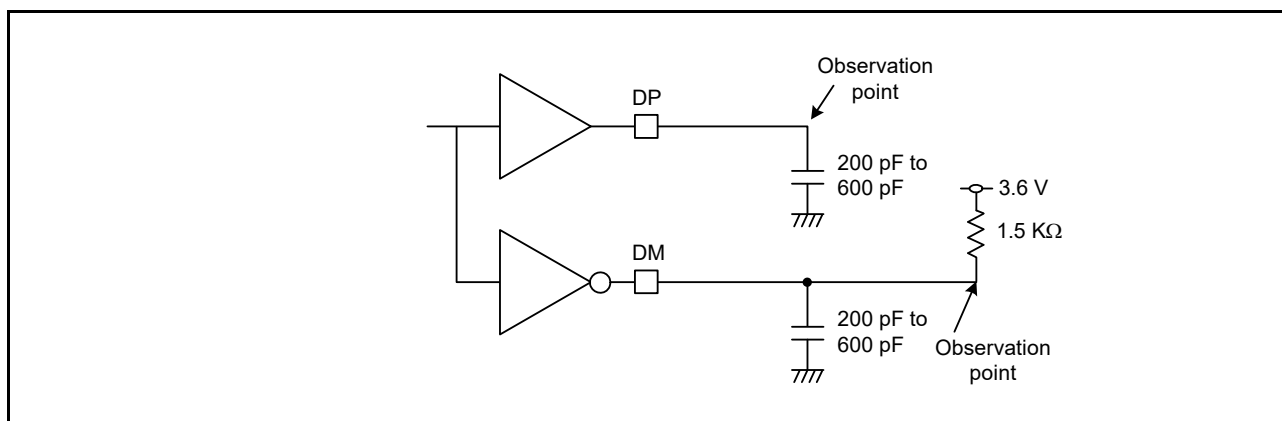 Observation
point
DP
200 pF to
600 pF
3.6 V
1.5 KΩ
DM
200 pF to
600 pF
Observation
point